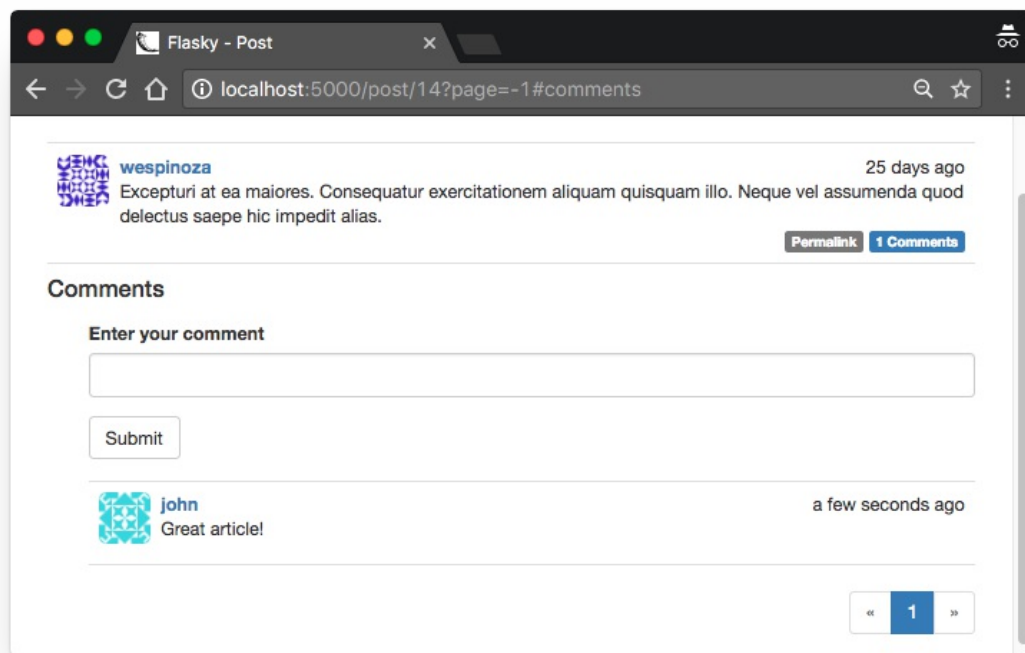 Flasky - Post
localhost:5000/post/14?page=-1#comments
wespinoza 25 days ago
Excepturi at ea maiores. Consequatur exercitationem aliquam quisquam illo. Neque vel assumenda quod
delectus saepe hic impedit alias.
Permalink 1 Comments
Comments
Enter your comment
Submit
john a few seconds ago
Great article!
« 1 »